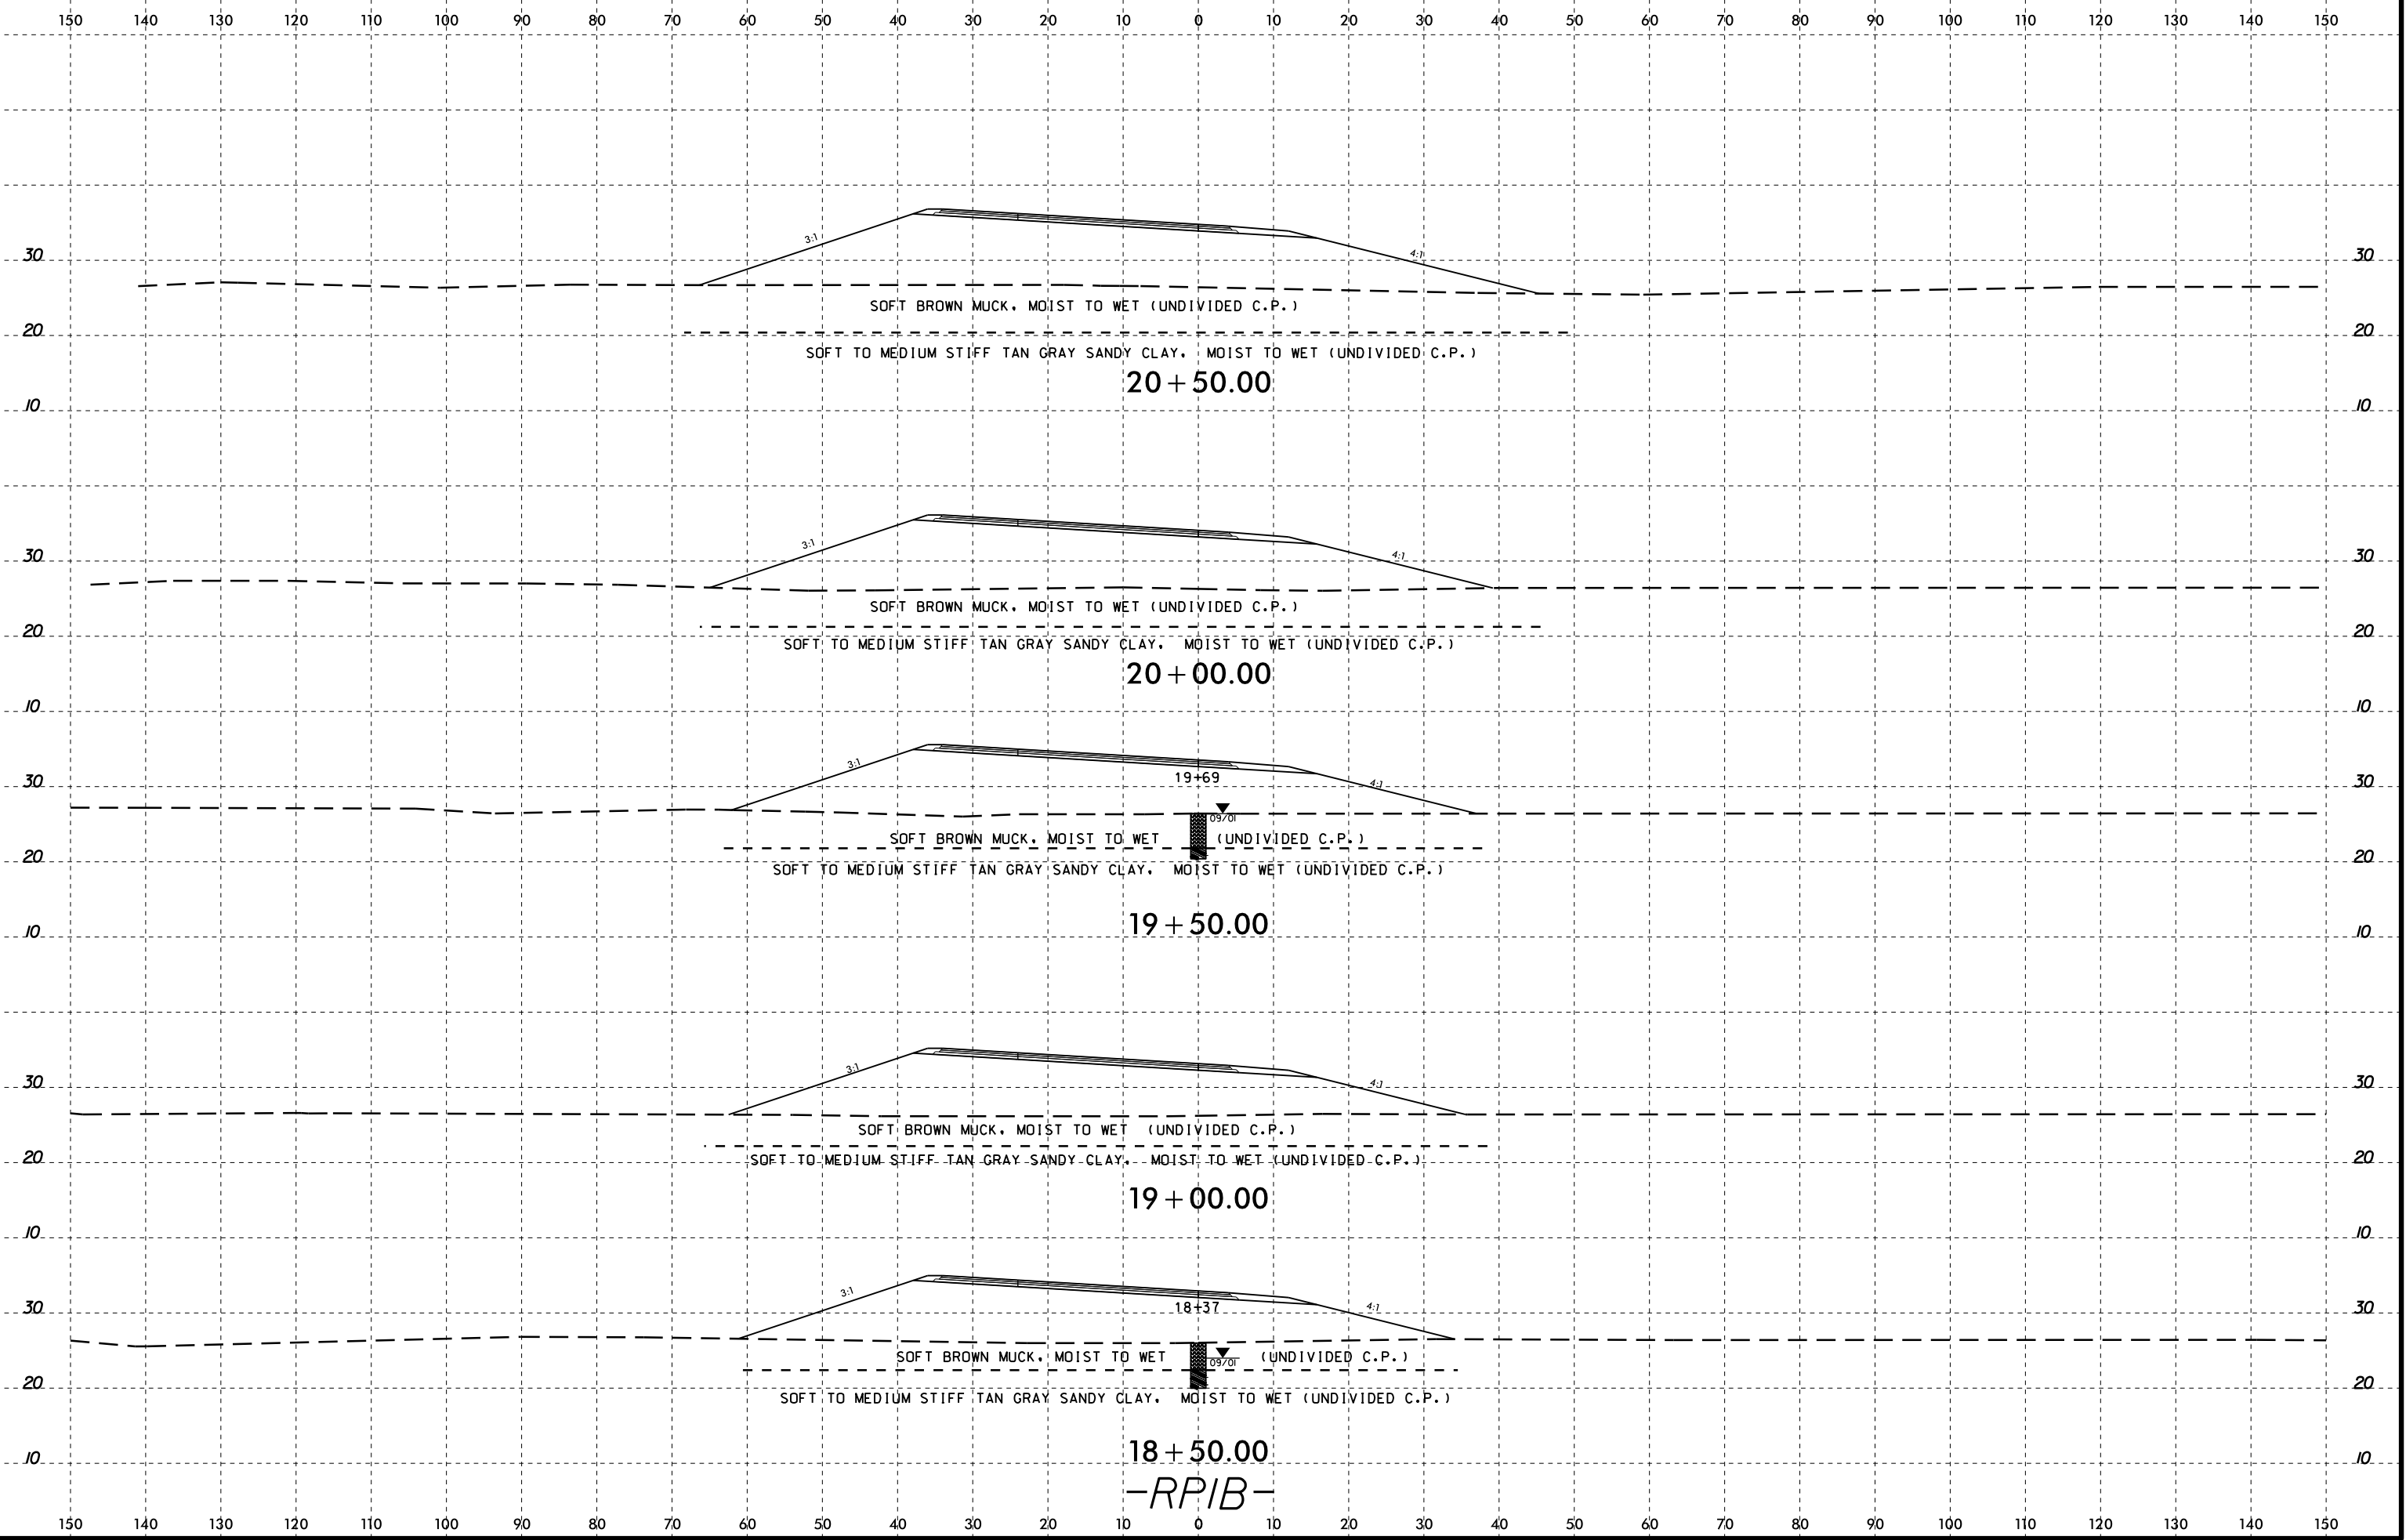 150 140 130 120 110 100 90 80 70 60 50 40 30 20 10 0 10 20 30 40 50 60 70 80 90 100 110 120 130 140 150
3:1
30 4:1 30
SOFT BROWN MUCK, MOIST TO WET (UNDIVIDED C.P.)
20 20
SOFT TO MEDIUM STIFF TAN GRAY SANDY CLAY, MOIST TO WET (UNDIVIDED C.P.)
20+50.00
10 10
3:1
30 4:1 30
SOFT BROWN MUCK, MOIST TO WET (UNDIVIDED C.P.)
20 20
SOFT TO MEDIUM STIFF TAN GRAY SANDY CLAY, MOIST TO WET (UNDIVIDED C.P.)
20+00.00
10 10
3:1
19+69
30 4:1 30
09/01
SOFT BROWN MUCK, MOIST TO WET (UNDIVIDED C.P.)
20 20
SOFT TO MEDIUM STIFF TAN GRAY SANDY CLAY, MOIST TO WET (UNDIVIDED C.P.)
19+50.00
10 10
3:1
30 4:1 30
SOFT BROWN MUCK, MOIST TO WET (UNDIVIDED C.P.)
20 20
SOFT TO MEDIUM STIFF TAN GRAY SANDY CLAY, MOIST TO WET (UNDIVIDED C.P.)
19+00.00
10 10
3:1
30 18+37 4:1 30
SOFT BROWN MUCK, MOIST TO WET (UNDIVIDED C.P.)
09/01
20 20
SOFT TO MEDIUM STIFF TAN GRAY SANDY CLAY, MOIST TO WET (UNDIVIDED C.P.)
18+50.00
10 10
-RP1B-
150 140 130 120 110 100 90 80 70 60 50 40 30 20 10 0 10 20 30 40 50 60 70 80 90 100 110 120 130 140 150